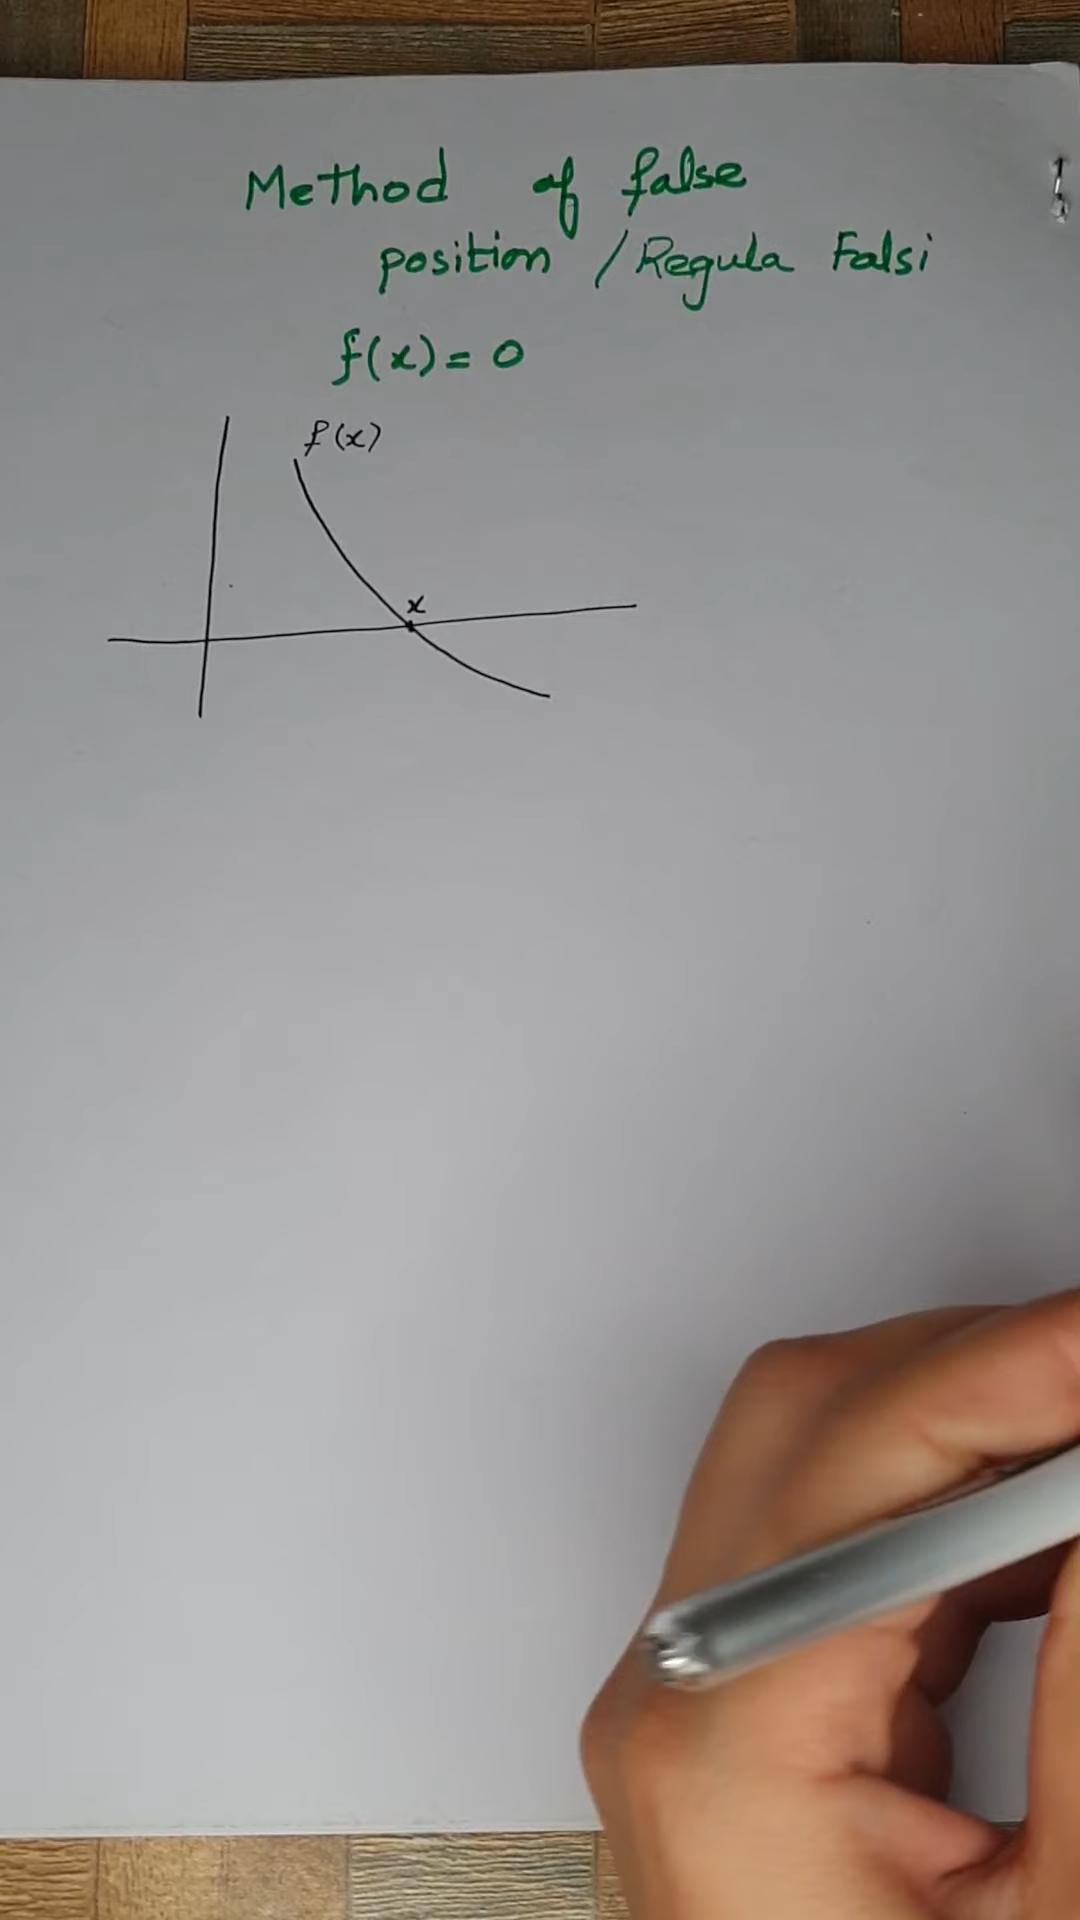 Method of false
position / Regula Falsi
f(x) = 0
f(x)
x